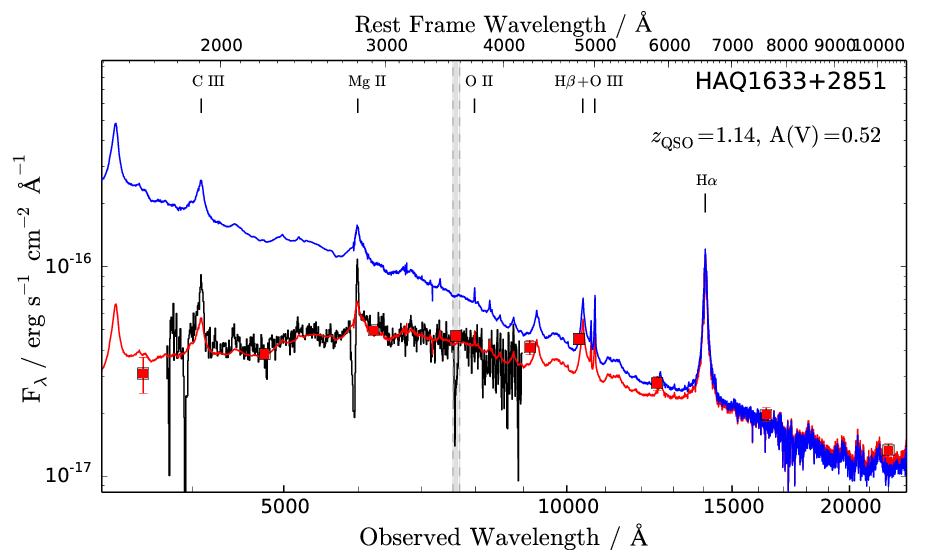 Rest Frame Wavelength / Å
2000 3000 4000 5000 6000 7000 8000 9000 10000
C III Mg II O II Hβ+O III HAQ1633+2851
z_QSO=1.14, A(V)=0.52
Hα
F_λ / erg s^−1 cm^−2 Å^−1
10^-16
10^-17
5000 10000 15000 20000
Observed Wavelength / Å